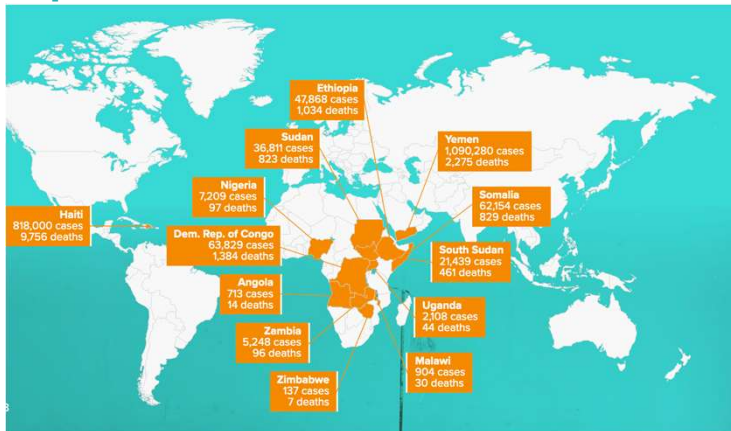 Ethiopia
47,868 cases
1,034 deaths
Sudan
36,811 cases
823 deaths
Yemen
1,090,280 cases
2,275 deaths
Nigeria
7,209 cases
97 deaths
Somalia
62,154 cases
829 deaths
Haiti
818,000 cases
9,756 deaths
Dem. Rep. of Congo
63,829 cases
1,384 deaths
South Sudan
21,439 cases
461 deaths
Angola
713 cases
14 deaths
Uganda
2,108 cases
44 deaths
Zambia
5,248 cases
96 deaths
Malawi
904 cases
30 deaths
Zimbabwe
137 cases
7 deaths